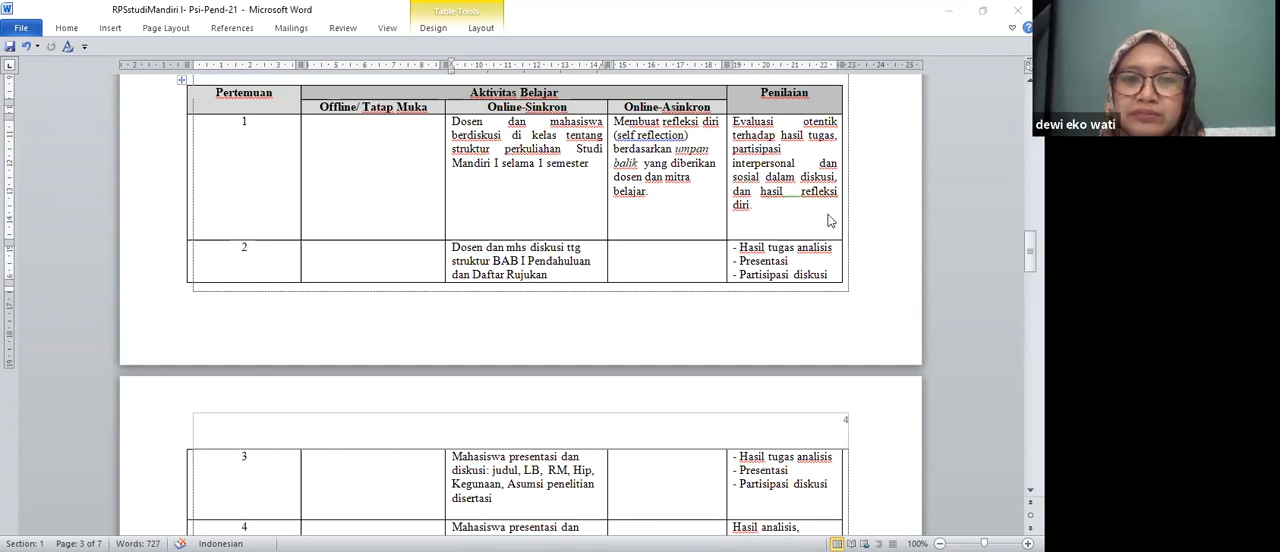 RPSstudiMandiri I- Psi-Pend-21 - Microsoft Word
Table Tools
File Home Insert Page Layout References Mailings Review View Design Layout
dewi eko wati
Pertemuan Aktivitas Belajar Penilaian
Offline/ Tatap Muka Online-Sinkron Online-Asinkron
1
Dosen dan mahasiswa
berdiskusi di kelas tentang
struktur perkuliahan Studi
Mandiri I selama 1 semester
Membuat refleksi diri
(self reflection)
berdasarkan umpan
balik yang diberikan
dosen dan mitra
belajar.
Evaluasi otentik
terhadap hasil tugas,
partisipasi
interpersonal dan
sosial dalam diskusi,
dan hasil refleksi
diri.
2
Dosen dan mhs diskusi ttg
struktur BAB I Pendahuluan
dan Daftar Rujukan
- Hasil tugas analisis
- Presentasi
- Partisipasi diskusi
4
3
Mahasiswa presentasi dan
diskusi: judul, LB, RM, Hip,
Kegunaan, Asumsi penelitian
disertasi
- Hasil tugas analisis
- Presentasi
- Partisipasi diskusi
4
Mahasiswa presentasi dan
Hasil analisis,
Section: 1 Page: 3 of 7 Words: 727 Indonesian 100%